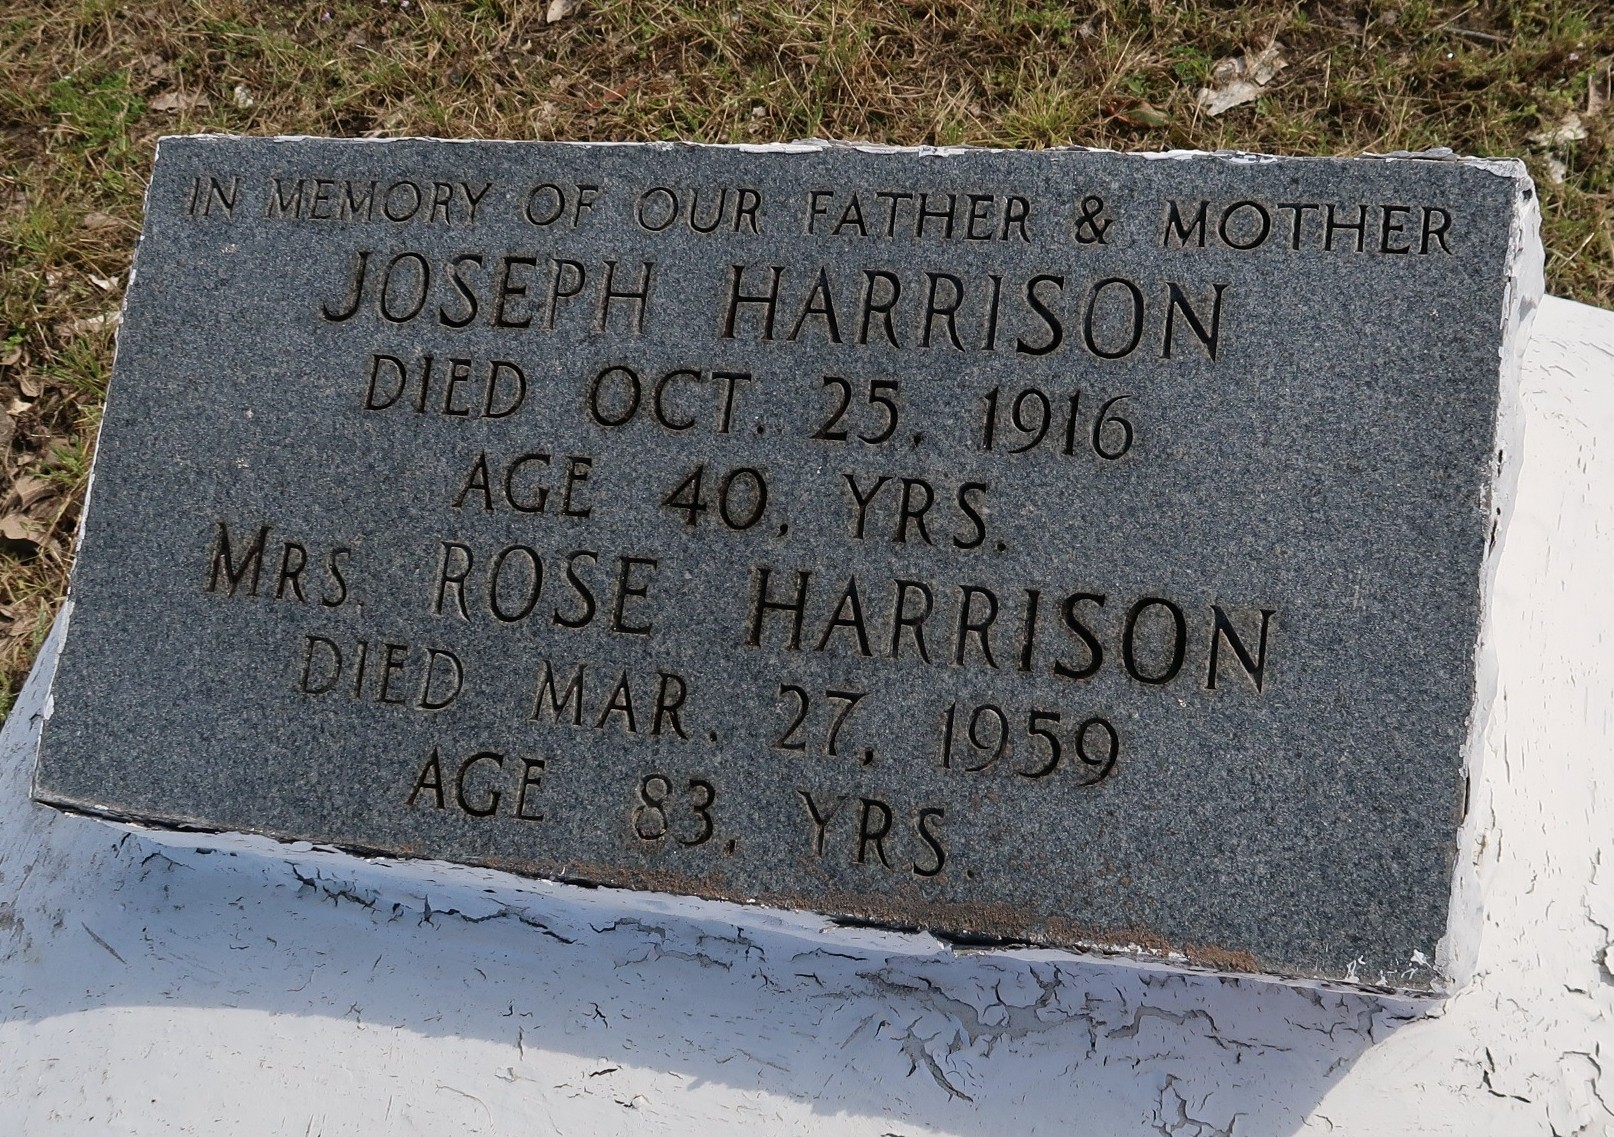 IN MEMORY OF OUR FATHER & MOTHER
JOSEPH HARRISON
DIED OCT. 25, 1916
AGE 40, YRS.
MRS. ROSE HARRISON
DIED MAR. 27, 1959
AGE 83, YRS.